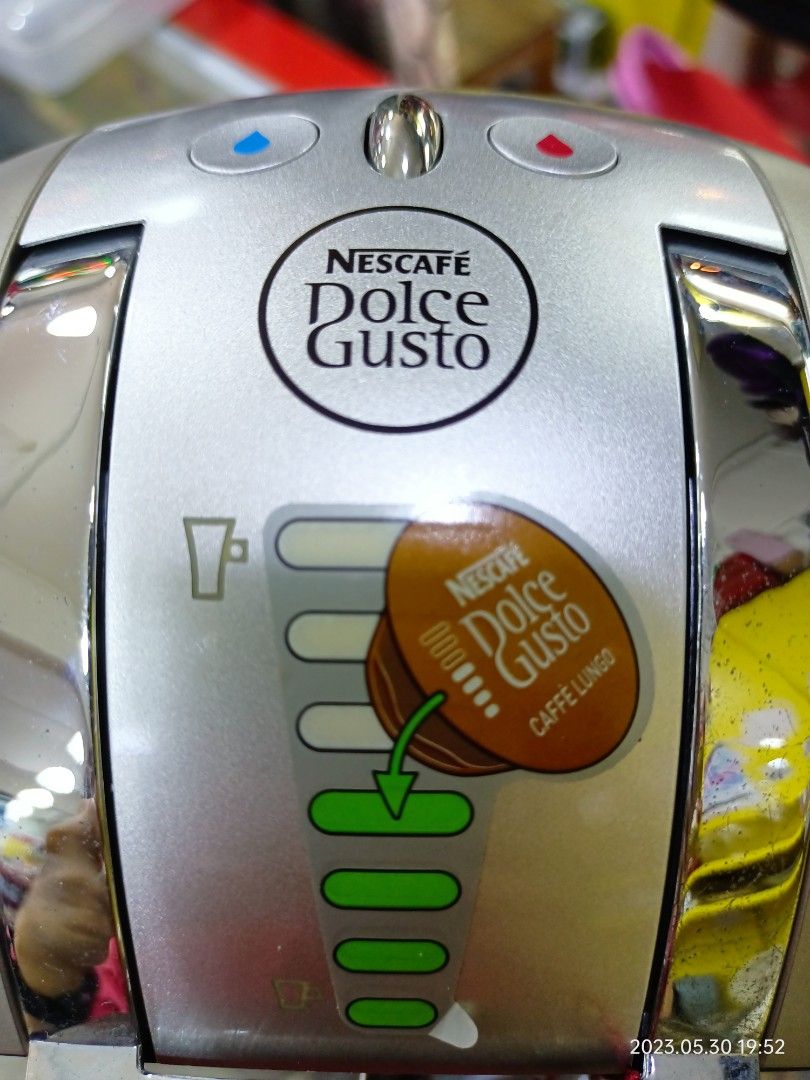 NESCAFÉ
Dolce
Gusto
NESCAFÉ
Dolce
Gusto
CAFFÈ LUNGO
2023.05.30 19:52